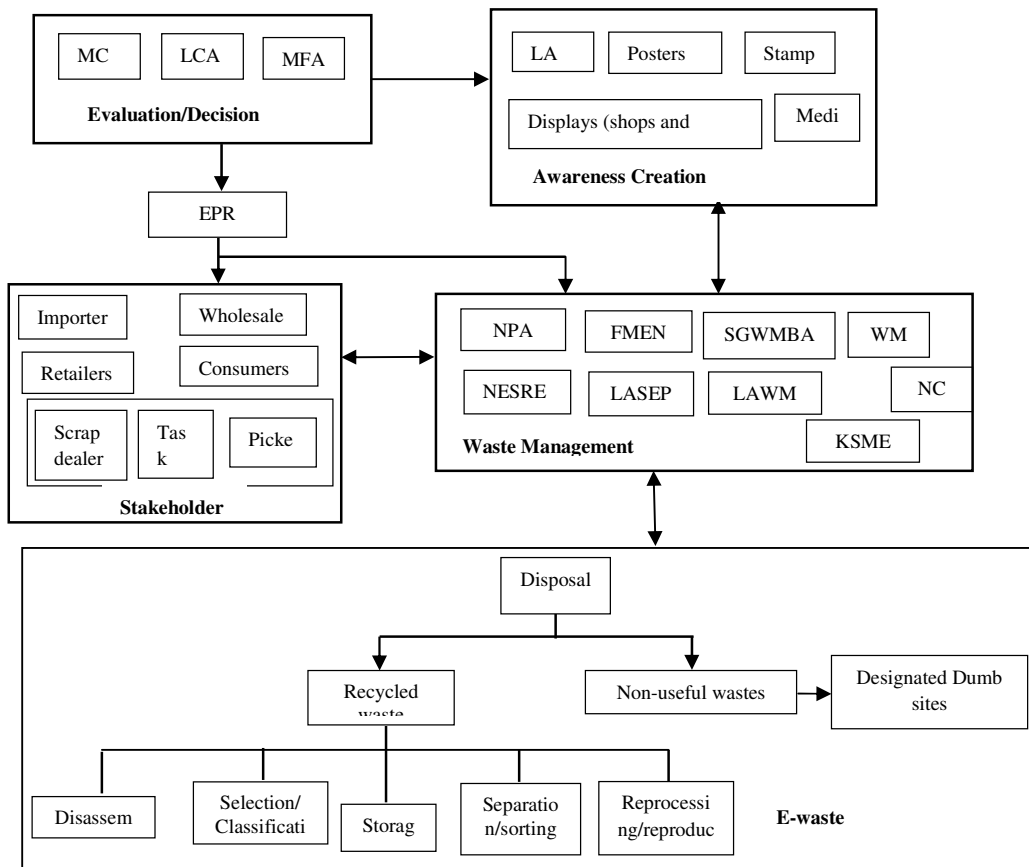 MC
LCA
MFA
Evaluation/Decision
LA
Posters
Stamp
Displays (shops and
Medi
Awareness Creation
EPR
Importer
Wholesale
Retailers
Consumers
Scrap
dealer
Tas
k
Picke
Stakeholder
NPA
FMEN
SGWMBA
WM
NESRE
LASEP
LAWM
NC
KSME
Waste Management
Disposal
Recycled
waste
Non-useful wastes
Designated Dumb
sites
Disassem
Selection/
Classificati
Storag
Separatio
n/sorting
Reprocessi
ng/reproduc
E-waste